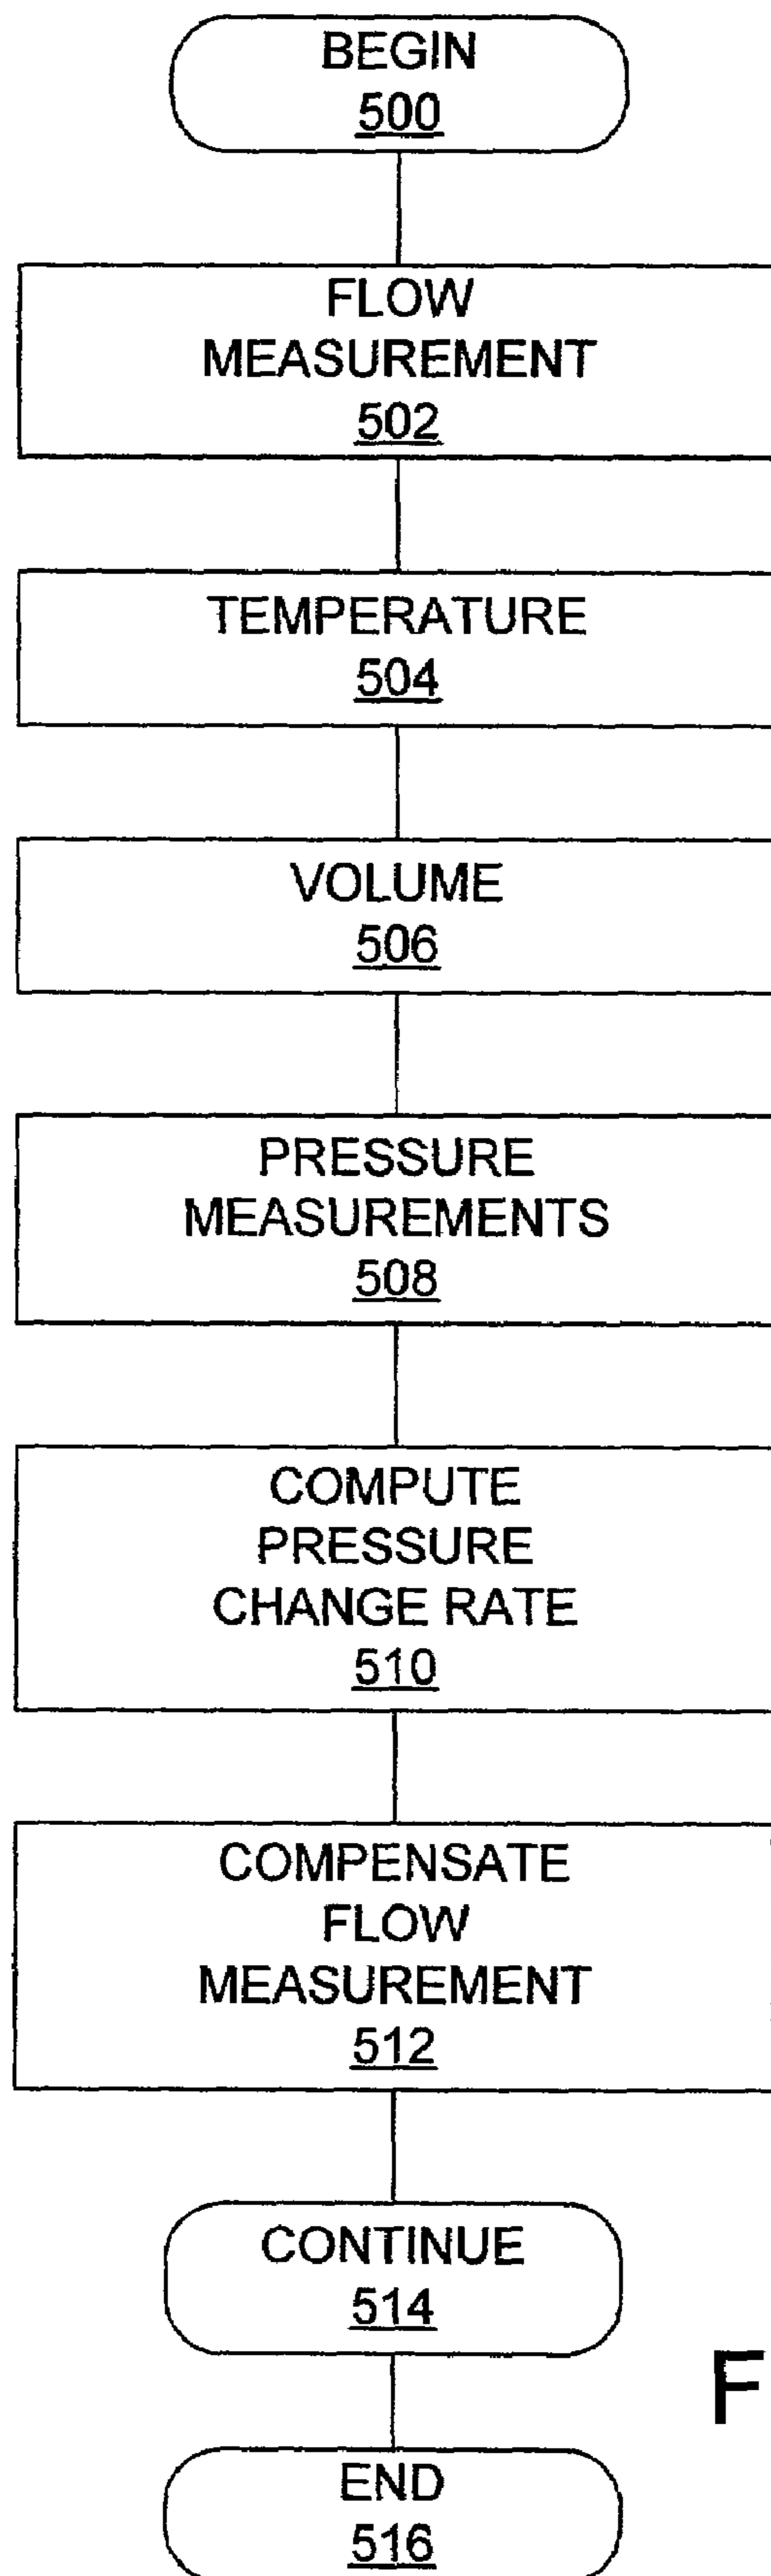 BEGIN
500
FLOW
MEASUREMENT
502
TEMPERATURE
504
VOLUME
506
PRESSURE
MEASUREMENTS
508
COMPUTE
PRESSURE
CHANGE RATE
510
COMPENSATE
FLOW
MEASUREMENT
512
CONTINUE
514
F
END
516